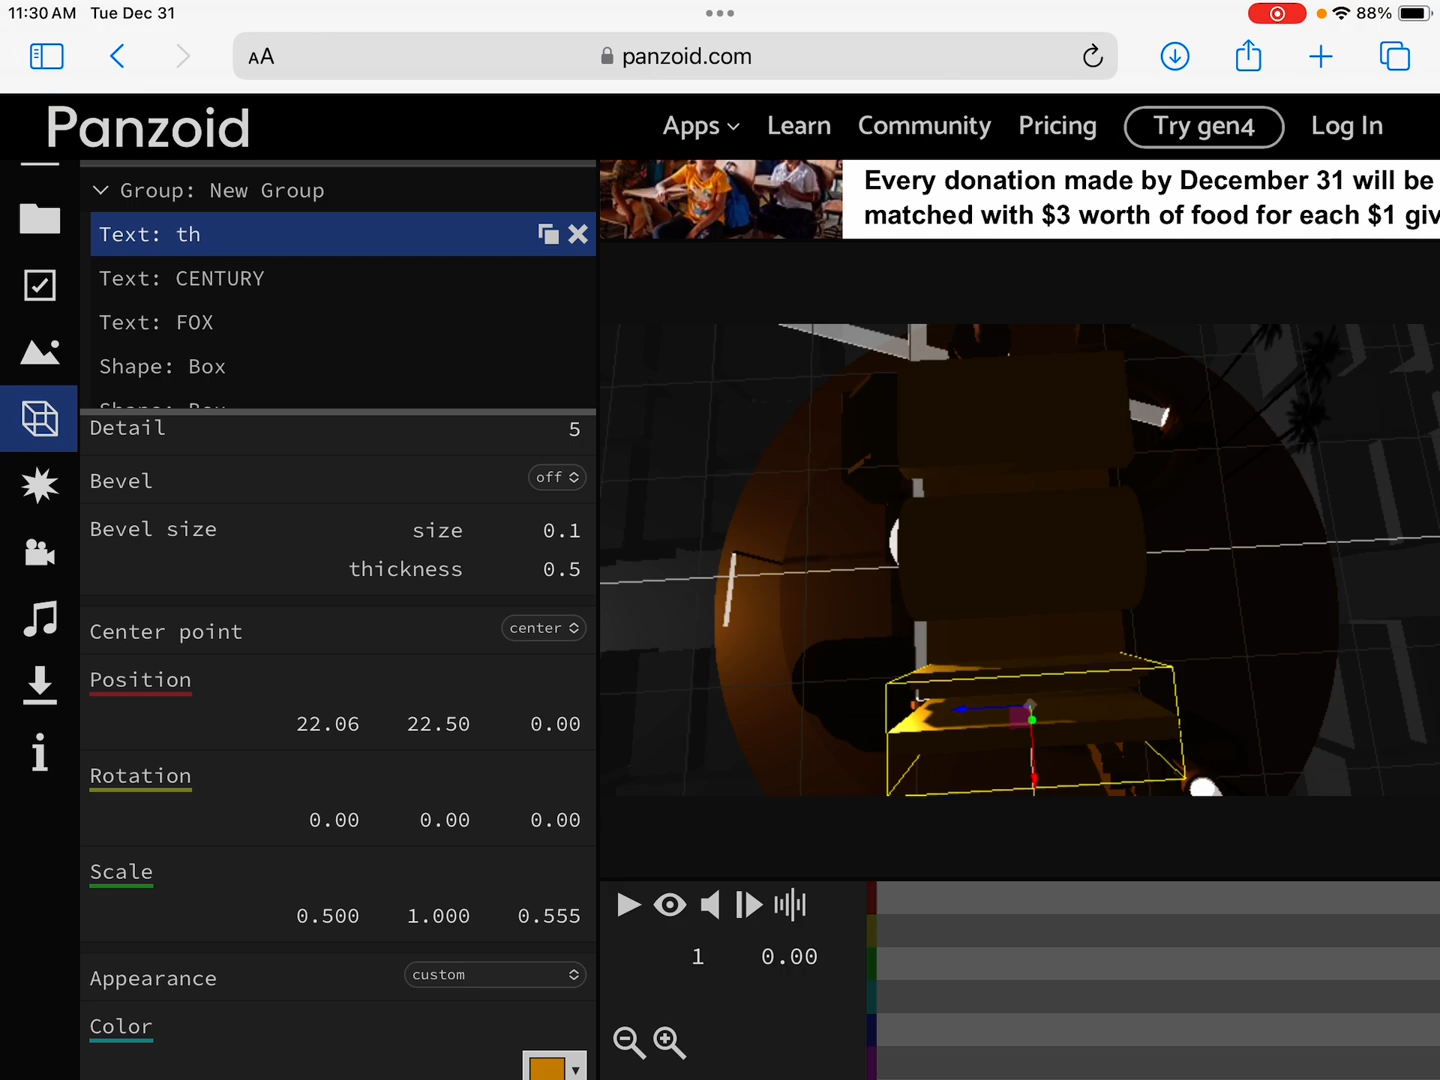 11:30 AM Tue Dec 31
88%
AA
panzoid.com
Panzoid
Apps
Learn
Community
Pricing
Try gen4
Log In
Group: New Group
Text: th
Text: CENTURY
Text: FOX
Shape: Box
Shape: Box
Detail 5
Bevel off
Bevel size size 0.1
thickness 0.5
Center point center
Position
22.06 22.50 0.00
Rotation
0.00 0.00 0.00
Scale
0.500 1.000 0.555
Appearance custom
Color
Every donation made by December 31 will be
matched with $3 worth of food for each $1 giv
1 0.00